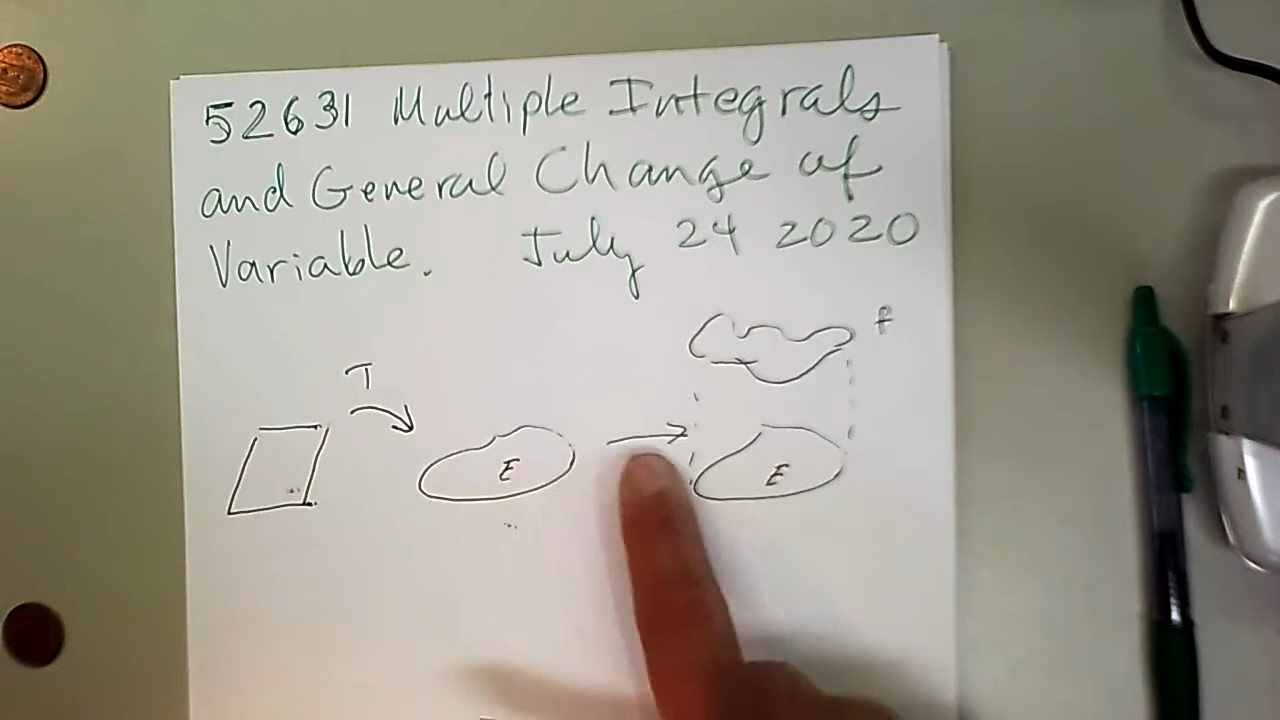 52631 Multiple Integrals
and General Change of
Variable. July 24 2020
f
T
E
E